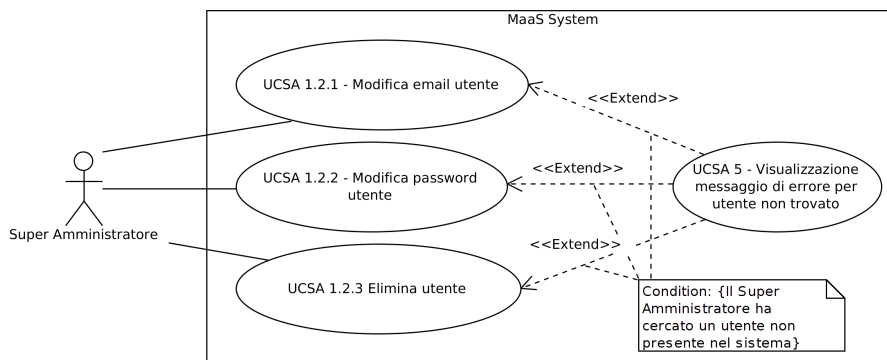 MaaS System
UCSA 1.2.1 - Modifica email utente
<<Extend>>
UCSA 1.2.2 - Modifica password
utente
<<Extend>>
UCSA 5 - Visualizzazione
messaggio di errore per
utente non trovato
Super Amministratore
<<Extend>>
UCSA 1.2.3 Elimina utente
Condition: {Il Super
Amministratore ha
cercato un utente non
presente nel sistema}